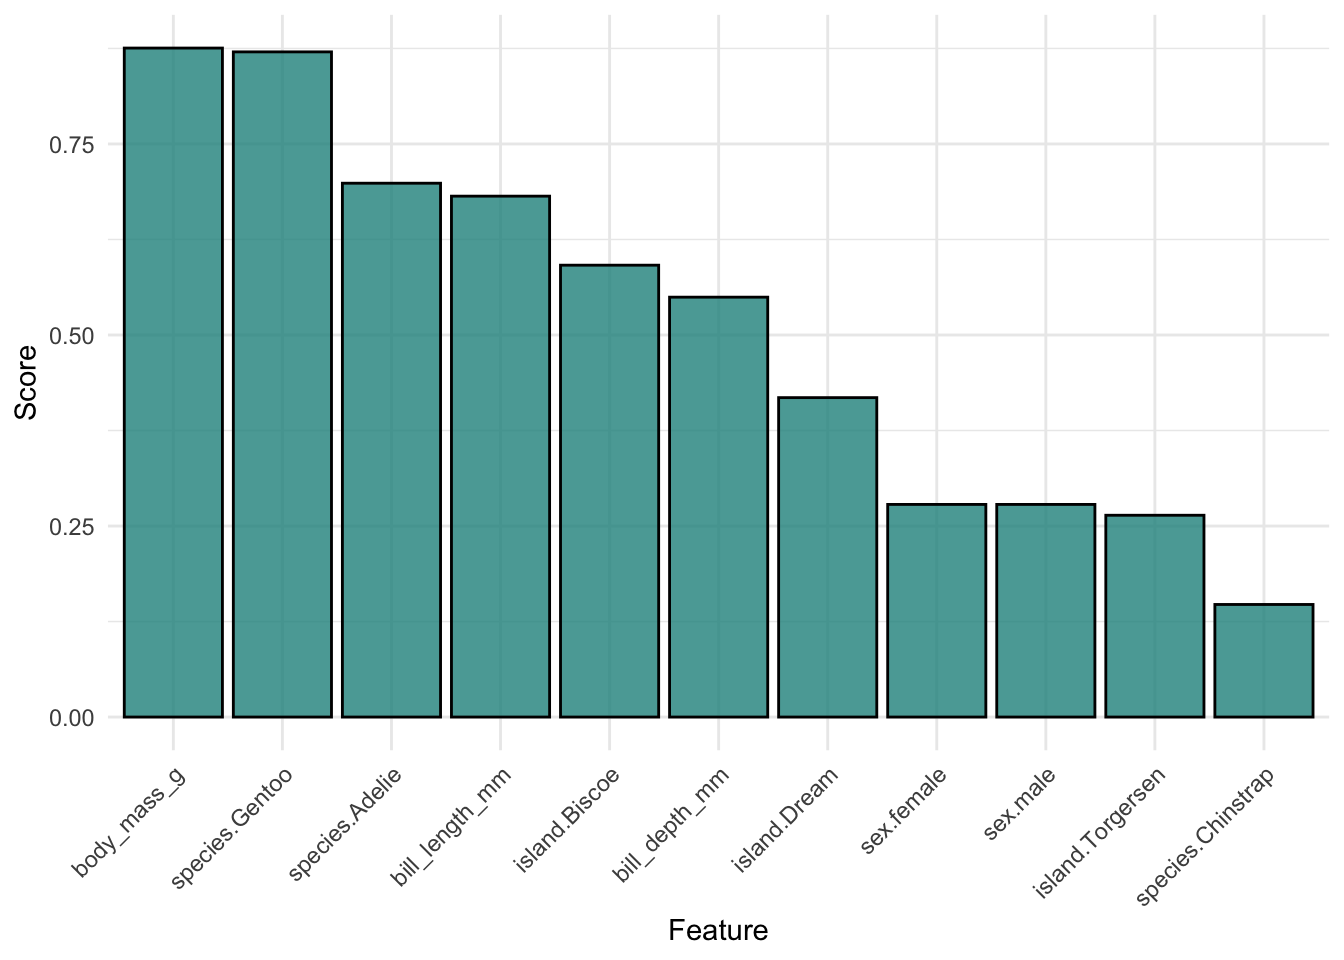 0.75
0.50
0.25
0.00
Score
body_mass_g
species.Gentoo
species.Adelie
bill_length_mm
island.Biscoe
bill_depth_mm
island.Dream
sex.female
sex.male
island.Torgersen
species.Chinstrap
Feature